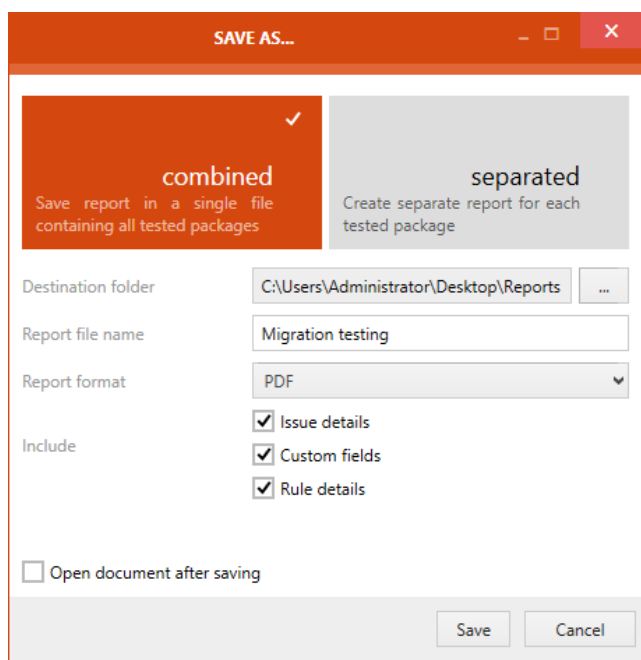 SAVE AS...
combined
Save report in a single file
containing all tested packages
separated
Create separate report for each
tested package
Destination folder
C:\Users\Administrator\Desktop\Reports
...
Report file name
Migration testing
Report format
PDF
Include
Issue details
Custom fields
Rule details
Open document after saving
Save
Cancel